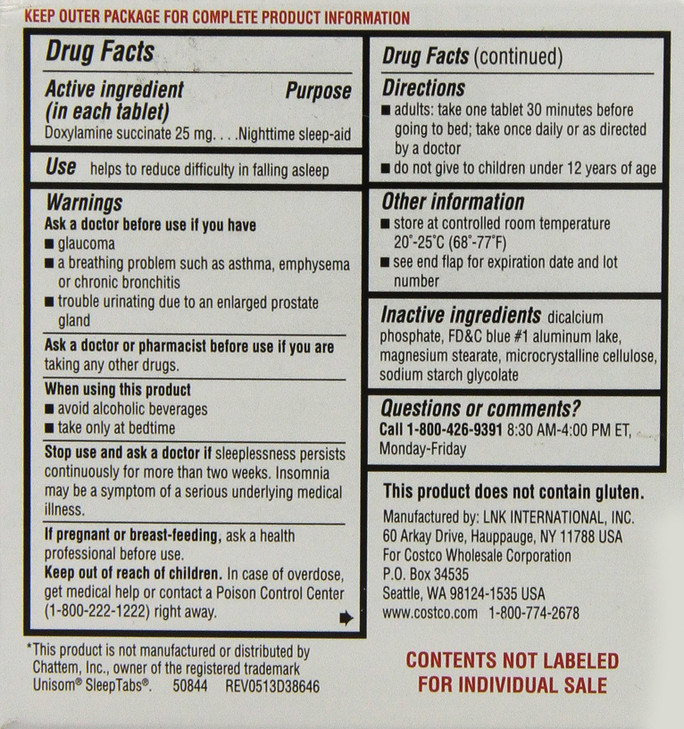 KEEP OUTER PACKAGE FOR COMPLETE PRODUCT INFORMATION
Drug Facts
Active ingredient Purpose
(in each tablet)
Doxylamine succinate 25 mg. . . .Nighttime sleep-aid
Use helps to reduce difficulty in falling asleep
Warnings
Ask a doctor before use if you have
■ glaucoma
■ a breathing problem such as asthma, emphysema
or chronic bronchitis
■ trouble urinating due to an enlarged prostate
gland
Ask a doctor or pharmacist before use if you are
taking any other drugs.
When using this product
■ avoid alcoholic beverages
■ take only at bedtime
Stop use and ask a doctor if sleeplessness persists
continuously for more than two weeks. Insomnia
may be a symptom of a serious underlying medical
illness.
If pregnant or breast-feeding, ask a health
professional before use.
Keep out of reach of children. In case of overdose,
get medical help or contact a Poison Control Center
(1-800-222-1222) right away.
*This product is not manufactured or distributed by
Chattem, Inc., owner of the registered trademark
Unisom® SleepTabs®. 50844 REV0513D38646
Drug Facts (continued)
Directions
■ adults: take one tablet 30 minutes before
going to bed; take once daily or as directed
by a doctor
■ do not give to children under 12 years of age
Other information
■ store at controlled room temperature
20˚-25˚C (68˚-77˚F)
■ see end flap for expiration date and lot
number
Inactive ingredients dicalcium
phosphate, FD&C blue #1 aluminum lake,
magnesium stearate, microcrystalline cellulose,
sodium starch glycolate
Questions or comments?
Call 1-800-426-9391 8:30 AM-4:00 PM ET,
Monday-Friday
This product does not contain gluten.
Manufactured by: LNK INTERNATIONAL, INC.
60 Arkay Drive, Hauppauge, NY 11788 USA
For Costco Wholesale Corporation
P.O. Box 34535
Seattle, WA 98124-1535 USA
www.costco.com 1-800-774-2678
CONTENTS NOT LABELED
FOR INDIVIDUAL SALE